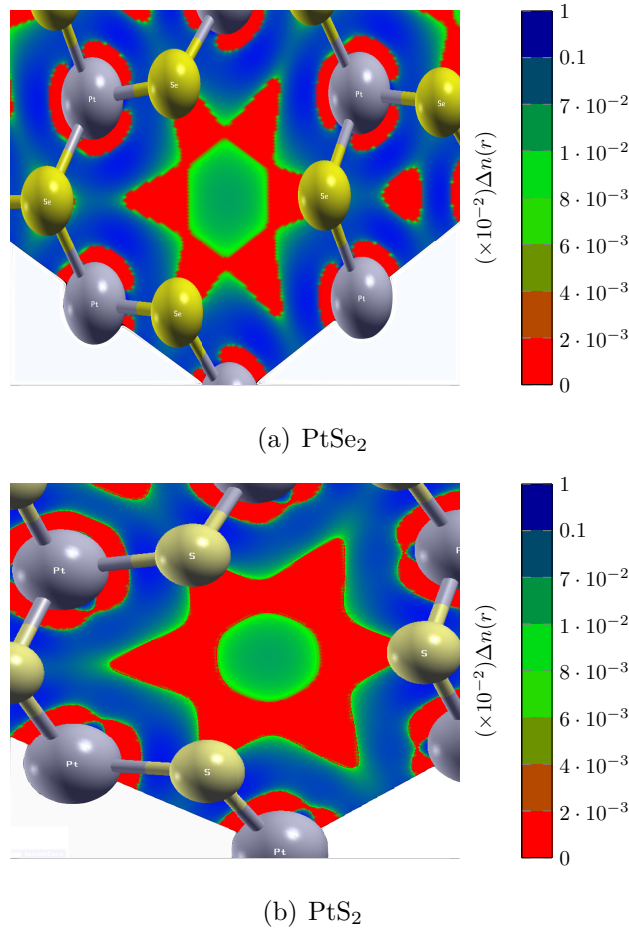 Pt
Se
Pt
Se
Se
Se
Pt
Se
Pt
1
0.1
7 · 10⁻²
1 · 10⁻²
8 · 10⁻³
6 · 10⁻³
4 · 10⁻³
2 · 10⁻³
0
(×10⁻²)Δn(r)
(a) PtSe₂
Pt
S
S
Pt
S
Pt
1
0.1
7 · 10⁻²
1 · 10⁻²
8 · 10⁻³
6 · 10⁻³
4 · 10⁻³
2 · 10⁻³
0
(×10⁻²)Δn(r)
(b) PtS₂